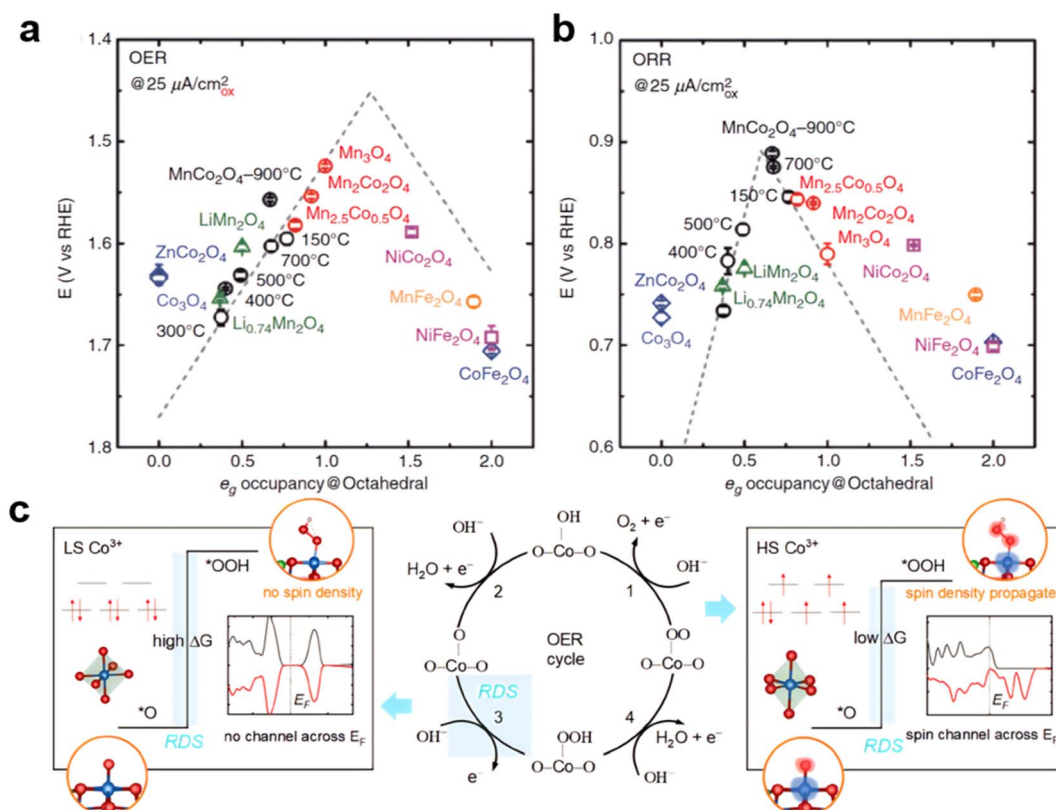 a
OER
@25 μA/cm²ox
E (V vs RHE)
1.4
1.5
1.6
1.7
1.8
0.0
0.5
1.0
1.5
2.0
eg occupancy@Octahedral
Mn3O4
MnCo2O4–900°C
Mn2Co2O4
LiMn2O4
Mn2.5Co0.5O4
150°C
ZnCo2O4
700°C
NiCo2O4
500°C
Co3O4
400°C
MnFe2O4
300°C
Li0.74Mn2O4
NiFe2O4
CoFe2O4
b
ORR
@25 μA/cm²ox
E (V vs RHE)
1.0
0.9
0.8
0.7
0.6
0.0
0.5
1.0
1.5
2.0
eg occupancy@Octahedral
MnCo2O4–900°C
700°C
Mn2.5Co0.5O4
150°C
Mn2Co2O4
500°C
Mn3O4
400°C
NiCo2O4
ZnCo2O4
LiMn2O4
Li0.74Mn2O4
MnFe2O4
Co3O4
NiFe2O4
CoFe2O4
c
LS Co3+
*OOH
no spin density
high ΔG
EF
*O
RDS
no channel across EF
OH−
OH
O–Co–O
O2 + e−
H2O + e−
2
1
OH−
O
O–Co–O
OER
cycle
OO
O–Co–O
RDS
3
4
OH−
OOH
O–Co–O
H2O + e−
e−
OH−
HS Co3+
*OOH
spin density propagate
low ΔG
EF
*O
RDS
spin channel across EF